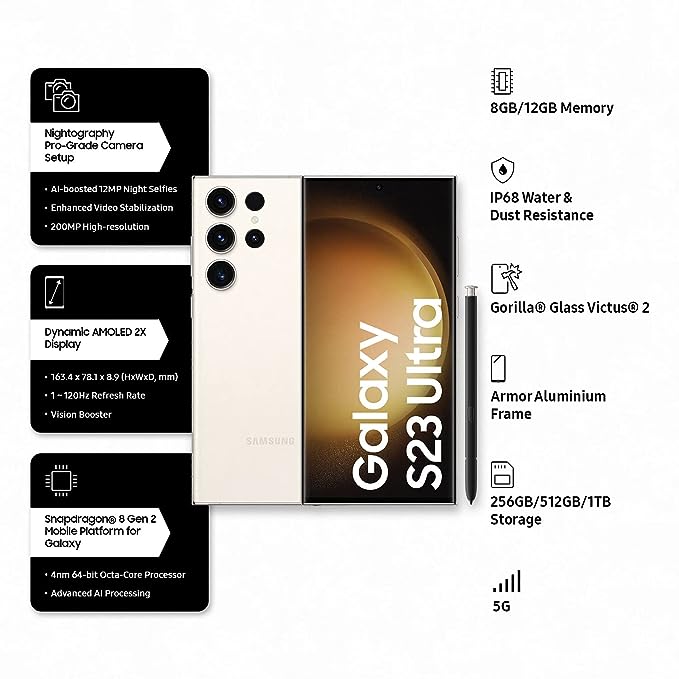 Nightography
Pro-Grade Camera
Setup
• AI-boosted 12MP Night Selfies
• Enhanced Video Stabilization
• 200MP High-resolution
Dynamic AMOLED 2X
Display
• 163.4 x 78.1 x 8.9 (HxWxD, mm)
• 1 ~ 120Hz Refresh Rate
• Vision Booster
Snapdragon® 8 Gen 2
Mobile Platform for
Galaxy
• 4nm 64-bit Octa-Core Processor
• Advanced AI Processing
SAMSUNG
Galaxy
S23 Ultra
8GB/12GB Memory
IP68 Water &
Dust Resistance
Gorilla® Glass Victus® 2
Armor Aluminium
Frame
256GB/512GB/1TB
Storage
5G